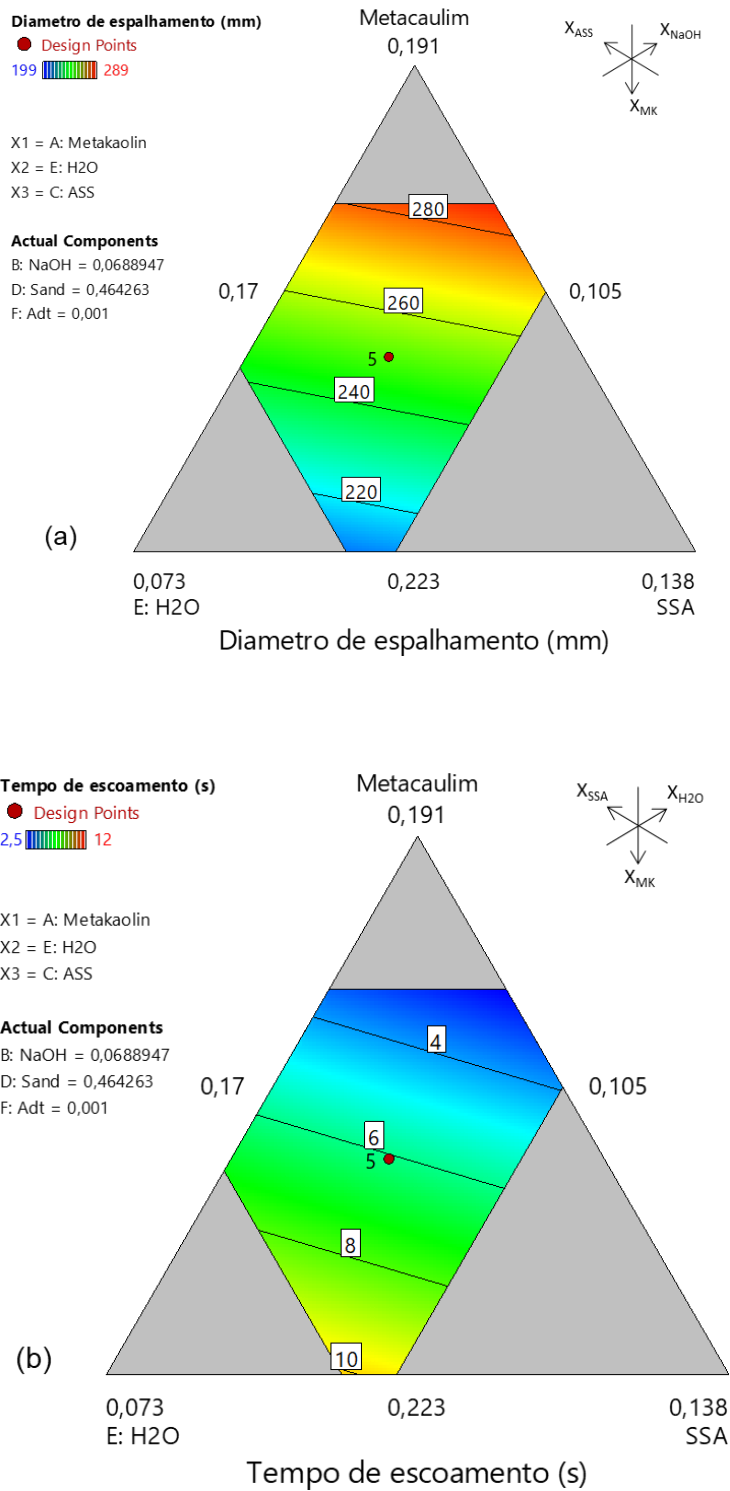 Diametro de espalhamento (mm)
Design Points
199 289
X1 = A: Metakaolin
X2 = E: H2O
X3 = C: ASS
Actual Components
B: NaOH = 0,0688947
D: Sand = 0,464263
F: Adt = 0,001
Metacaulim
0,191
XASS XNaOH
XMK
280
0,17 0,105
260
5
240
220
(a)
0,073 0,223 0,138
E: H2O SSA
Diametro de espalhamento (mm)
Tempo de escoamento (s)
Design Points
2,5 12
X1 = A: Metakaolin
X2 = E: H2O
X3 = C: ASS
Actual Components
B: NaOH = 0,0688947
D: Sand = 0,464263
F: Adt = 0,001
Metacaulim
0,191
XSSA XH2O
XMK
4
0,17 0,105
6
5
8
10
(b)
0,073 0,223 0,138
E: H2O SSA
Tempo de escoamento (s)